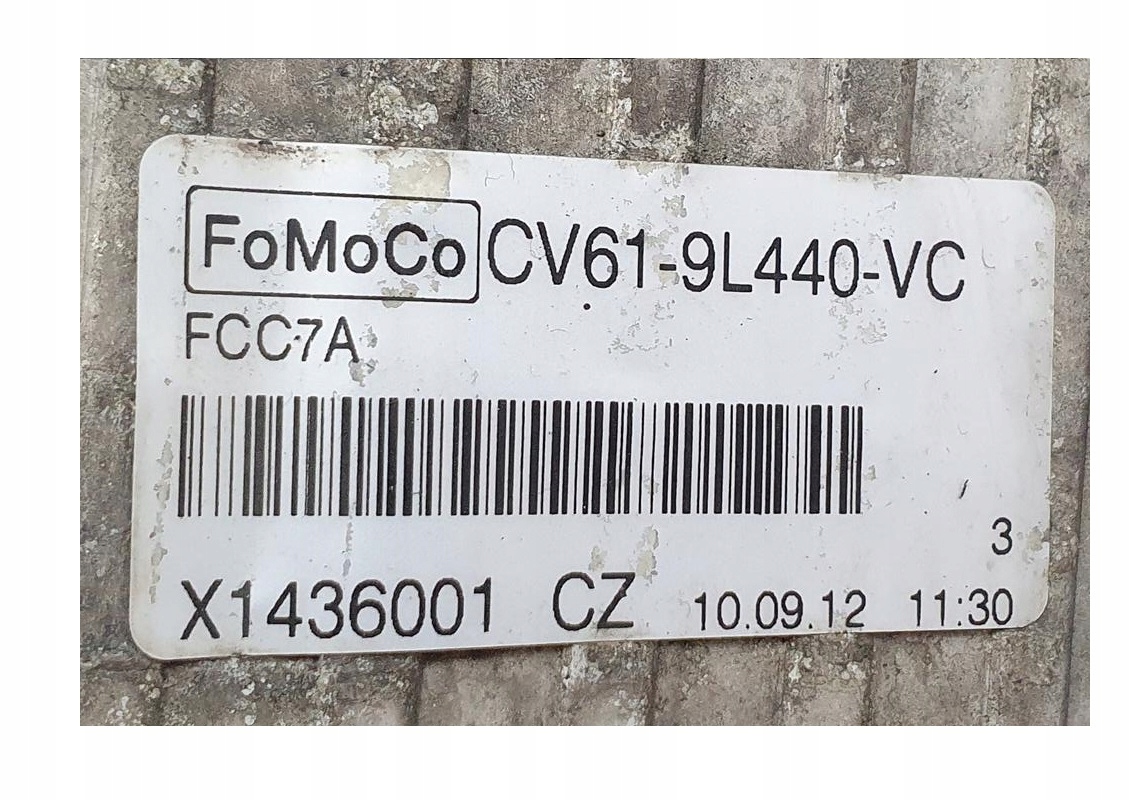 FoMoCo CV61-9L440-VC
FCC7A
3
X1436001 CZ 10.09.12 11:30